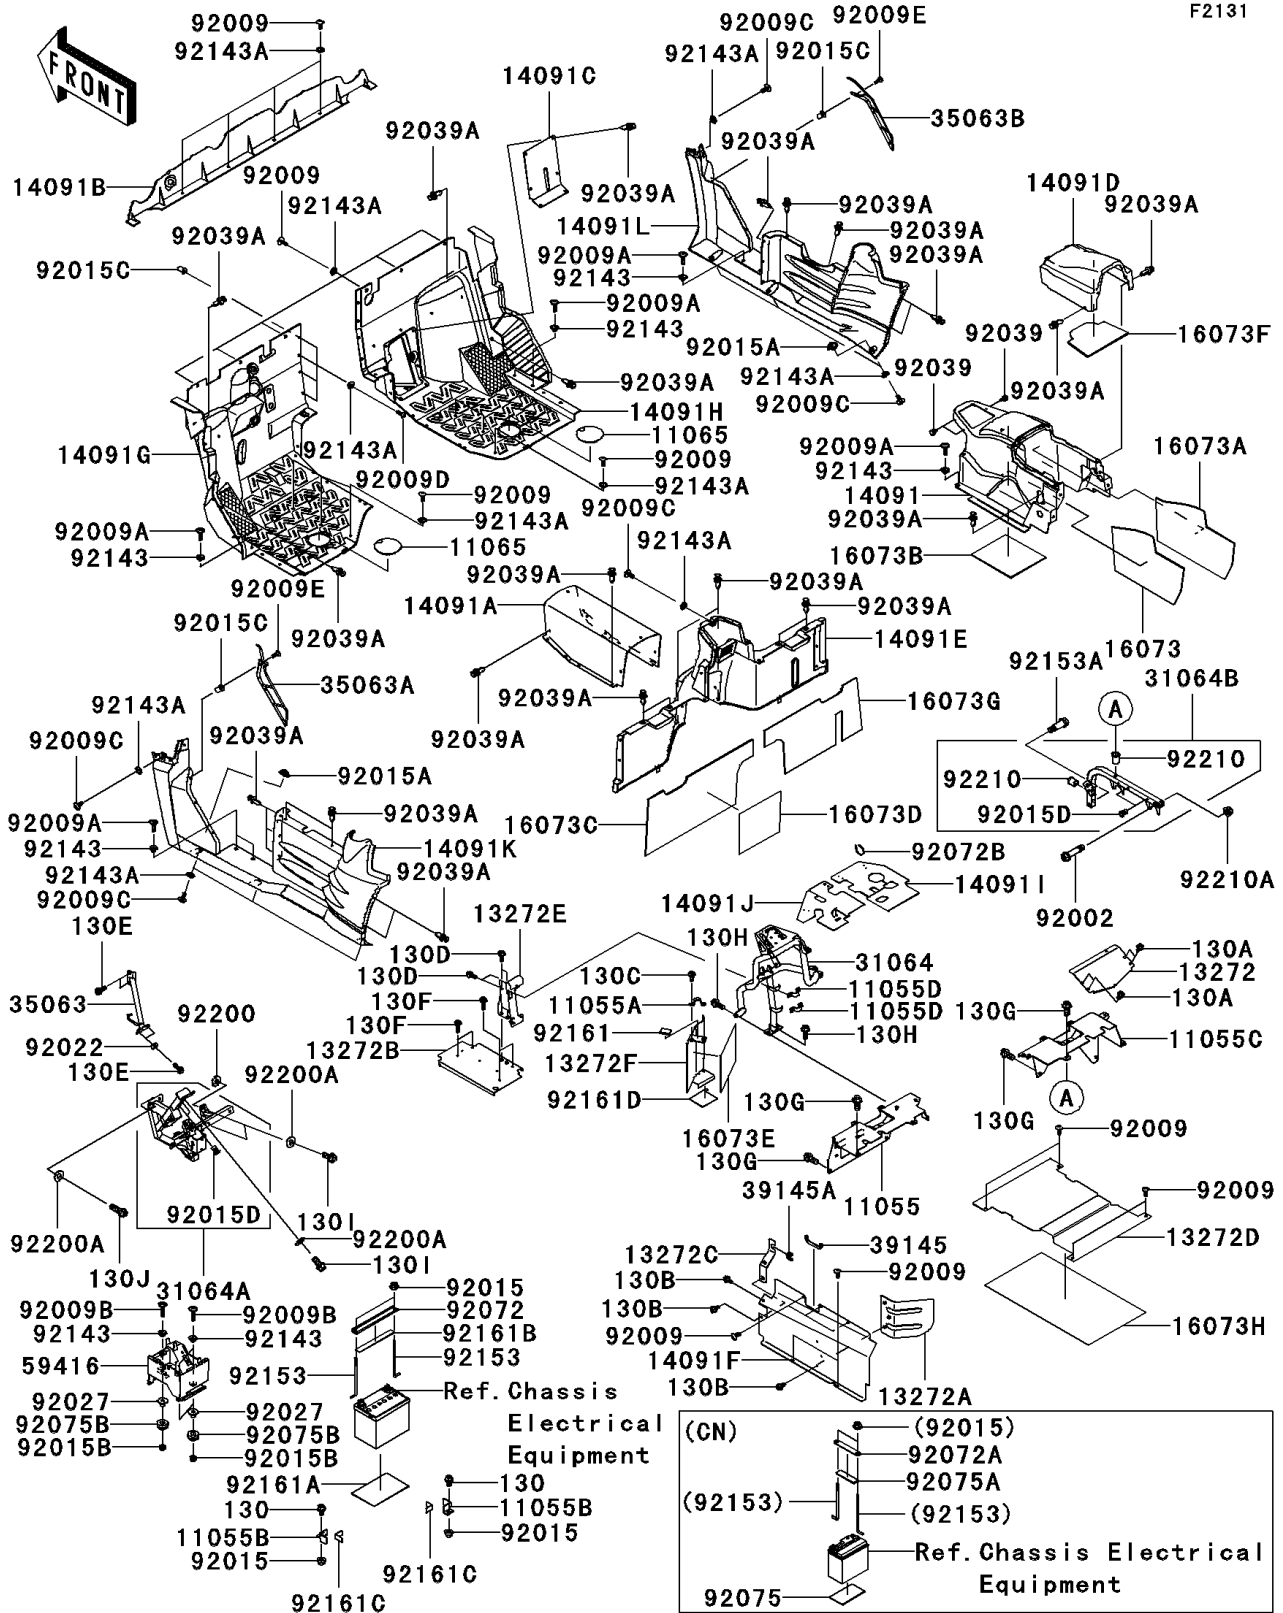 F2131
FRONT
92009
92143A
14091B
92009
92143A
92039A
92015C
92039A
14091C
92039A
92009C
92009E
92143A
92015C
35063B
92039A
14091L
92039A
92009A
92143
92039A
92039A
14091D
92039A
92009A
92143
92015A
92143A
92009C
92039
92039
16073F
92039A
92039A
14091H
11065
92009
92143A
14091G
92143A
92009D
92009
92143A
11065
92009A
92143
92009E
92039A
92009C
92143A
92009A
92143
14091
92039A
16073A
16073B
16073
92039A
14091A
92039A
92039A
14091E
92039A
92039A
16073G
16073C
16073D
92015C
35063A
92143A
92009C
92039A
92015A
92039A
92009A
92143
92143A
92009C
14091K
92039A
92153A
31064B
A
92210
92210
92015D
92210A
92002
92072B
14091I
14091J
130E
35063
92022
130E
92200
92200A
13272E
130D
130D
130F
130F
13272B
130H
130C
11055A
92161
13272F
92161D
16073E
31064
11055D
11055D
130H
130A
13272
130A
130G
11055C
130G
A
130G
130G
11055
92009
92009
13272D
16073H
92015D
92200A
130J
130I
92200A
130I
31064A
39145A
13272C
39145
92009
130B
130B
92009
14091F
130B
13272A
92009B
92009B
92143
92143
59416
92027
92027
92075B
92075B
92015B
92015B
92015
92072
92161B
92153
92153
Ref. Chassis
Electrical
Equipment
92161A
130
11055B
92015
92161C
130
11055B
92015
92161C
(CN)
(92015)
92072A
92075A
(92153)
(92153)
Ref. Chassis Electrical
Equipment
92075